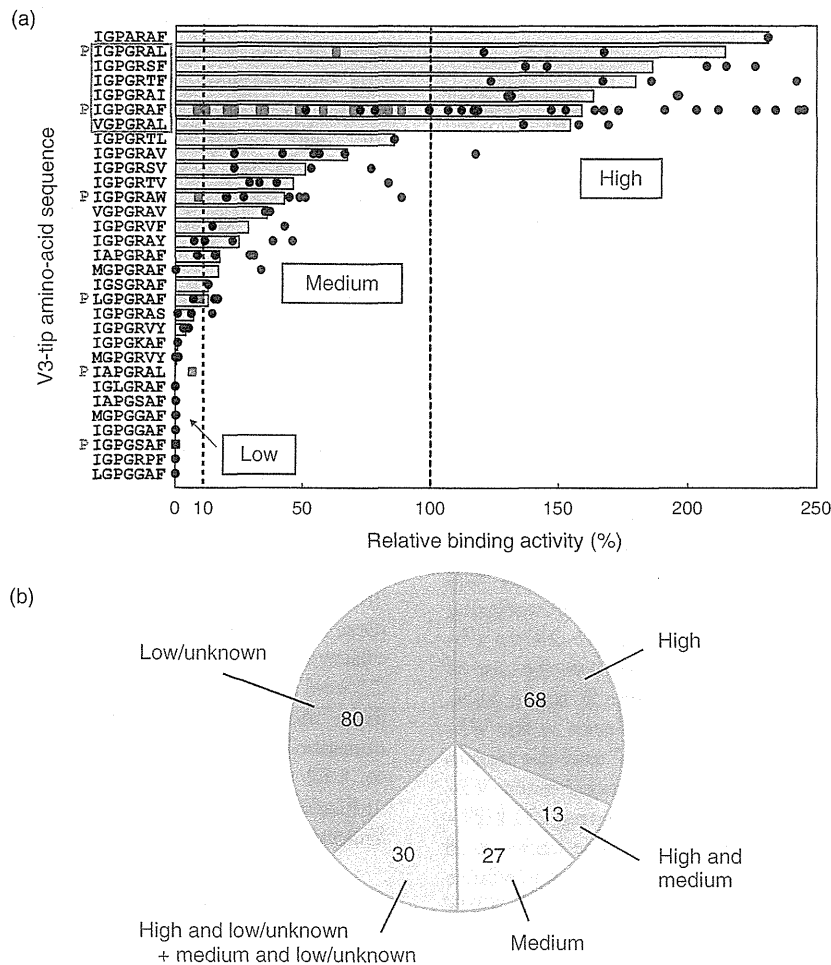 (a)
V3-tip amino-acid sequence
IGPARAF
P IGPGRAL
IGPGRSF
IGPGRTF
IGPGRAI
P IGPGRAF
VGPGRAL
IGPGRTL
IGPGRAV
IGPGRSV
IGPGRTV
P IGPGRAW
VGPGRAV
IGPGRVF
IGPGRAY
IAPGRAF
MGPGRAF
IGSGRAF
P LGPGRAF
IGPGRAS
IGPGRVY
IGPGKAF
MGPGRVY
P IAPGRAL
IGLGRAF
IAPGSAF
MGPGGAF
IGPGGAF
P IGPGSAF
IGPGRPF
LGPGGAF
High
Medium
Low
0 10 50 100 150 200 250
Relative binding activity (%)
(b)
Low/unknown
High
80
68
13
30
27
High and
medium
High and low/unknown
+ medium and low/unknown
Medium